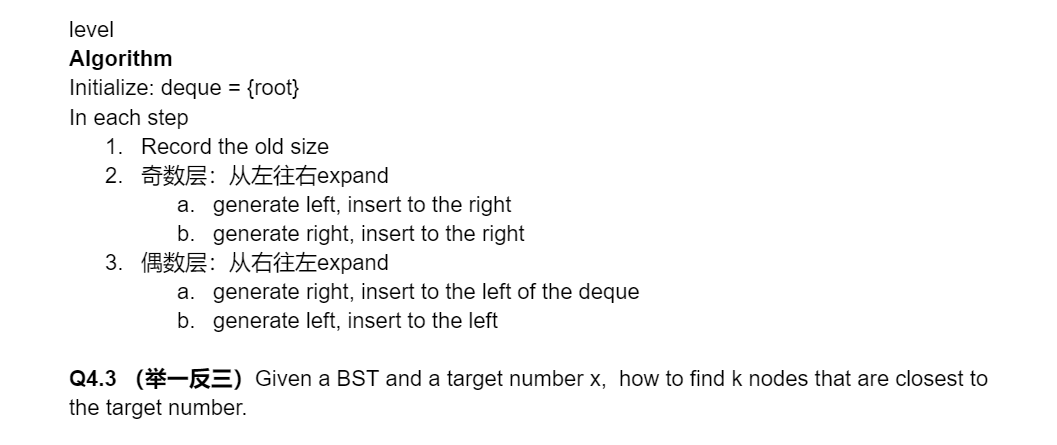 level
Algorithm
Initialize: deque = {root}
In each step
1. Record the old size
2. 奇数层：从左往右expand
a. generate left, insert to the right
b. generate right, insert to the right
3. 偶数层：从右往左expand
a. generate right, insert to the left of the deque
b. generate left, insert to the left
Q4.3 （举一反三）Given a BST and a target number x, how to find k nodes that are closest to
the target number.